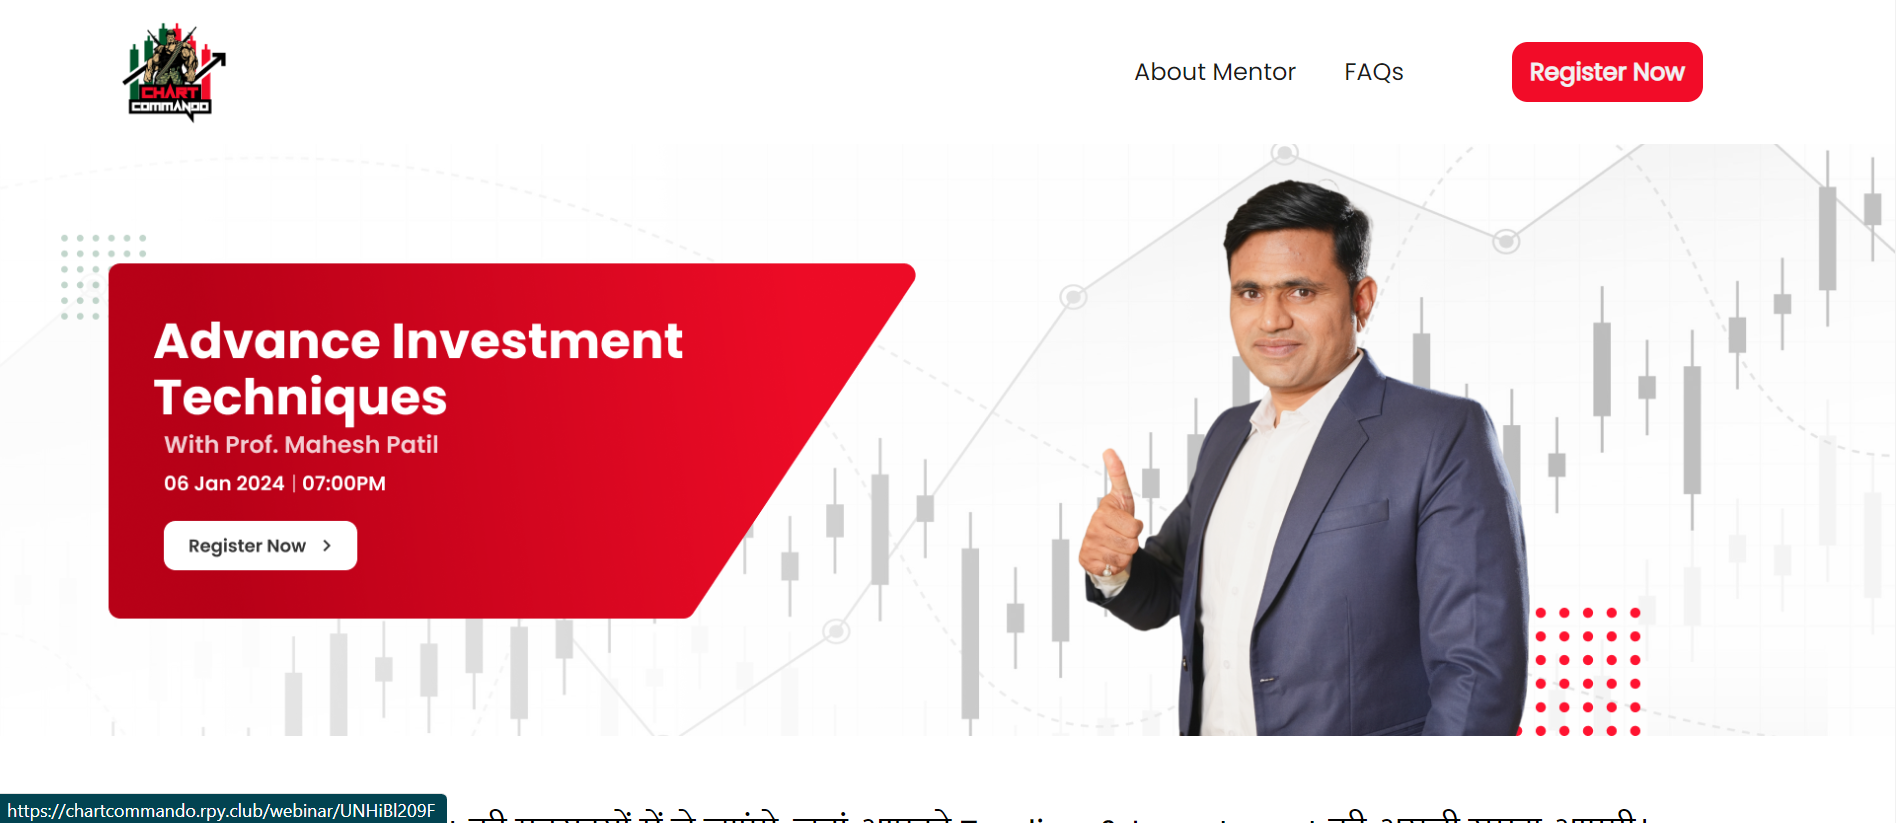 CHART
COMMANDO
About Mentor
FAQs
Register Now
Advance Investment
Techniques
With Prof. Mahesh Patil
06 Jan 2024 | 07:00PM
Register Now
https://chartcommando.rpy.club/webinar/UNHiBl209F